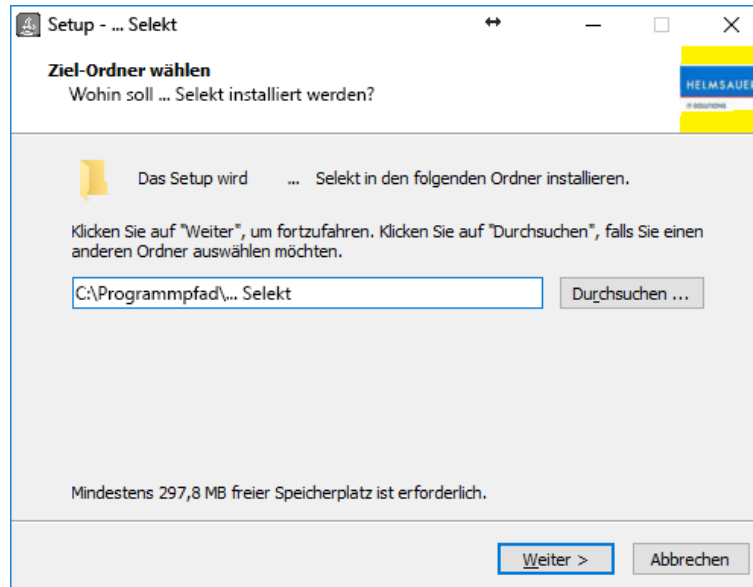 Setup - ... Selekt
Ziel-Ordner wählen
Wohin soll ... Selekt installiert werden?
HELMSAUER
IT-SOLUTIONS
Das Setup wird ... Selekt in den folgenden Ordner installieren.
Klicken Sie auf "Weiter", um fortzufahren. Klicken Sie auf "Durchsuchen", falls Sie einen
anderen Ordner auswählen möchten.
C:\Programmpfad\... Selekt
Durchsuchen ...
Mindestens 297,8 MB freier Speicherplatz ist erforderlich.
Weiter >
Abbrechen